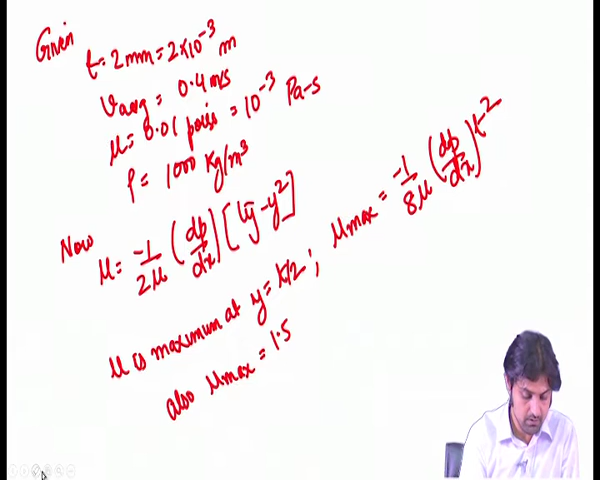 Given
t = 2mm = 2×10⁻³ m
Vavg = 0.4 m/s
μ = 0.01 poise = 10⁻³ Pa-s
ρ = 1000 Kg/m³
Now u = -1/2μ (dp/dx) [ty - y²]
u is maximum at y = t/2 ; umax = -1/8μ (dp/dx) t²
also umax = 1.5